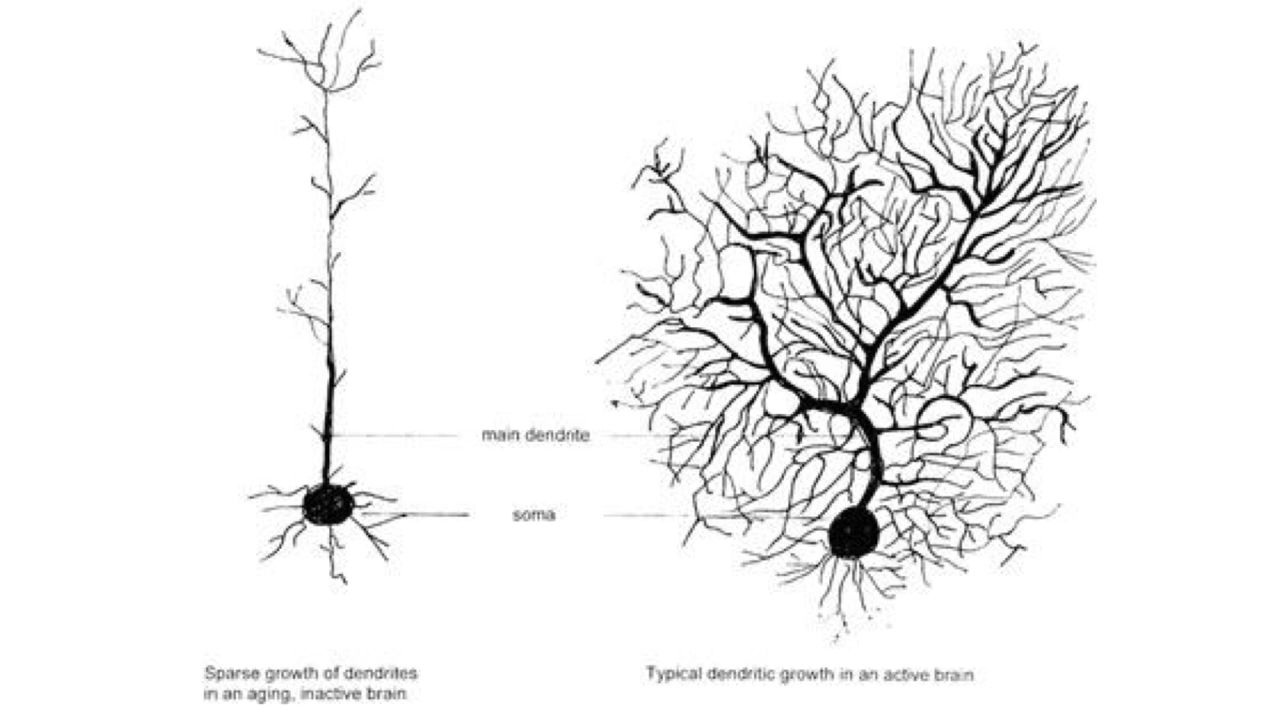 main dendrite
soma
Sparse growth of dendrites
in an aging, inactive brain
Typical dendritic growth in an active brain